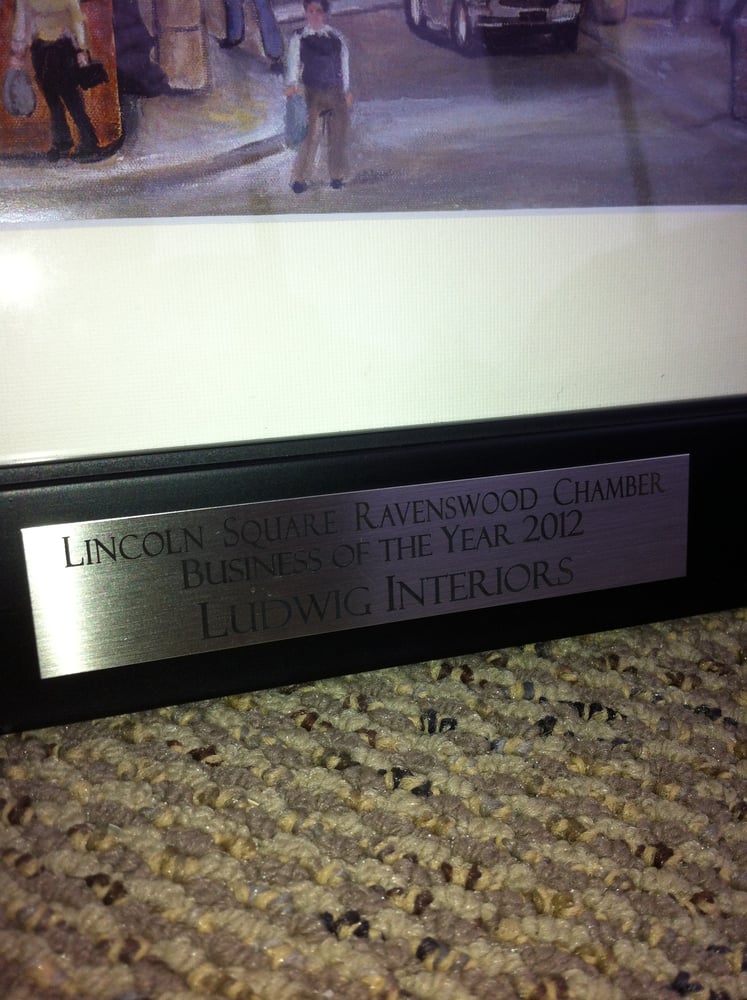 Lincoln Square Ravenswood Chamber
Business of the Year 2012
Ludwig Interiors